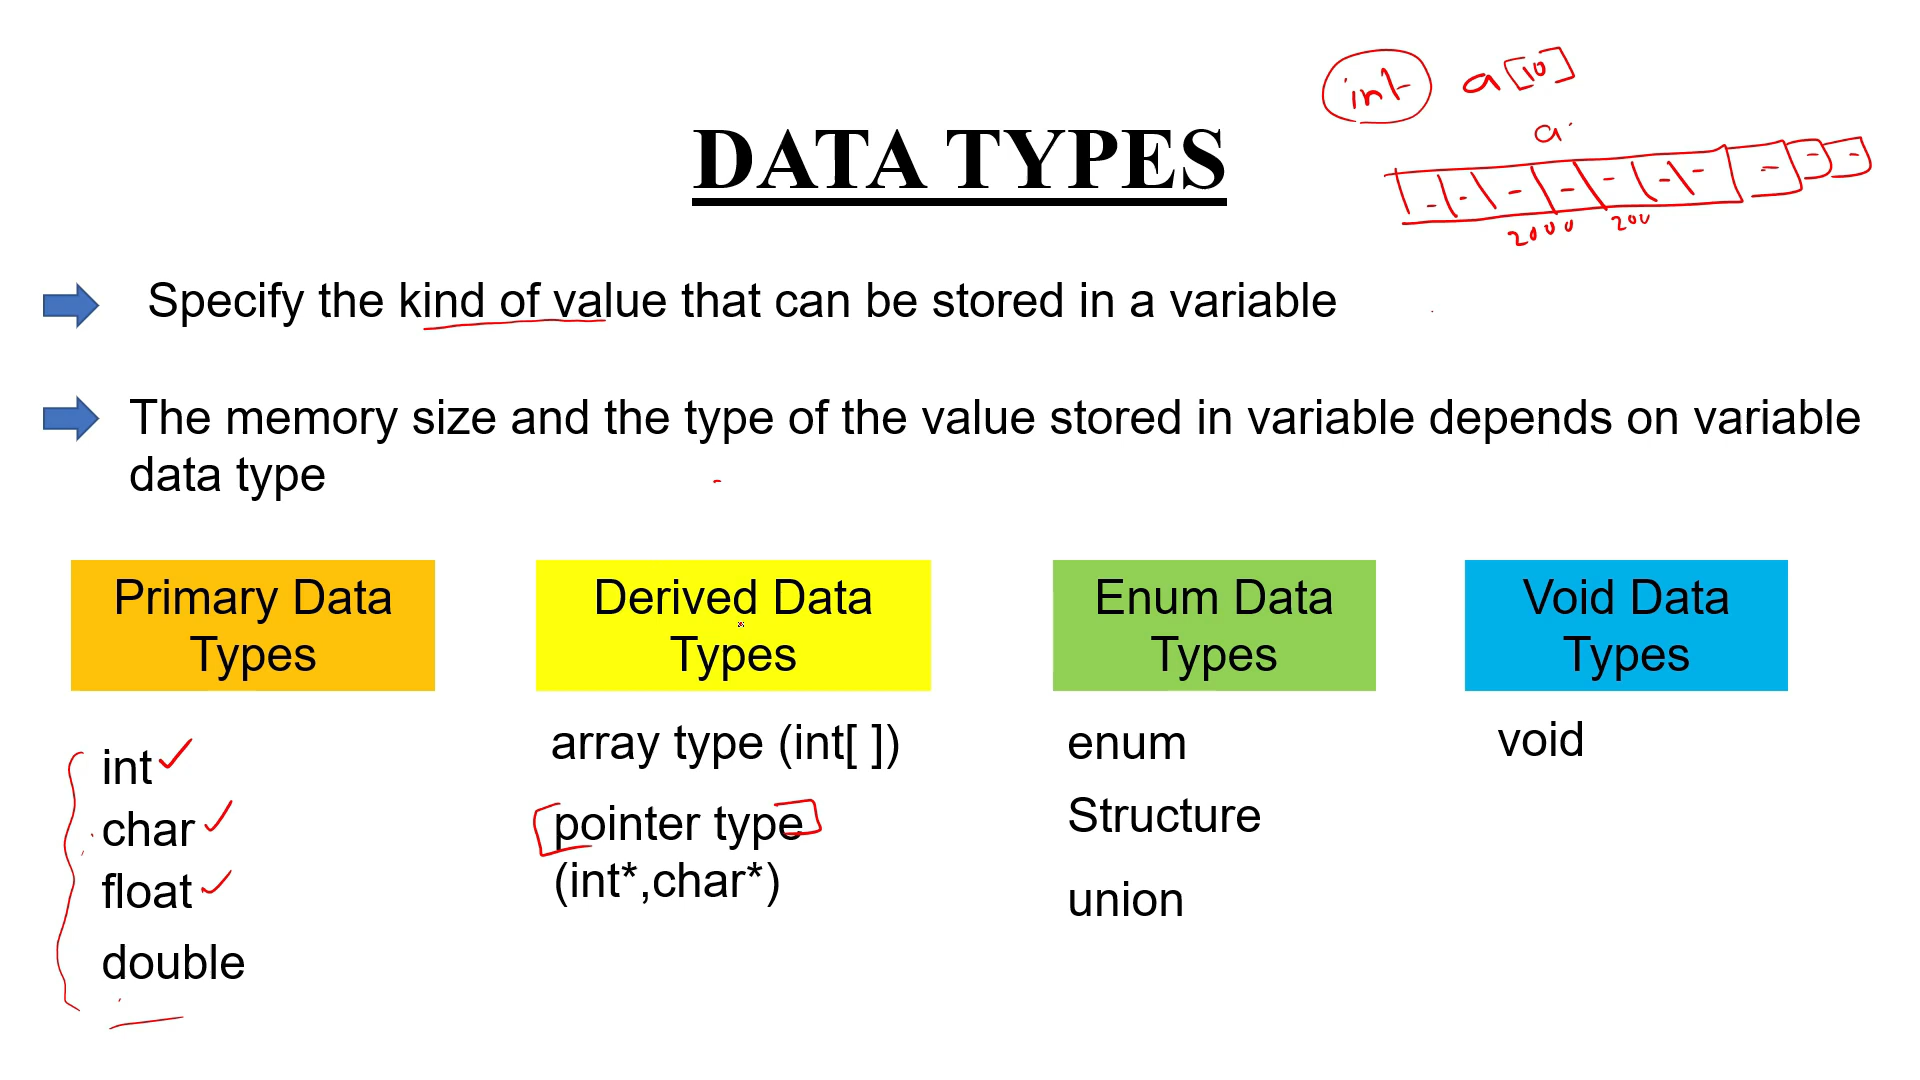 int a[10]
DATA TYPES
a
2000 200
Specify the kind of value that can be stored in a variable
The memory size and the type of the value stored in variable depends on variable
data type
Primary Data
Types
int
char
float
double
Derived Data
Types
array type (int[ ])
pointer type
(int*,char*)
Enum Data
Types
enum
Structure
union
Void Data
Types
void